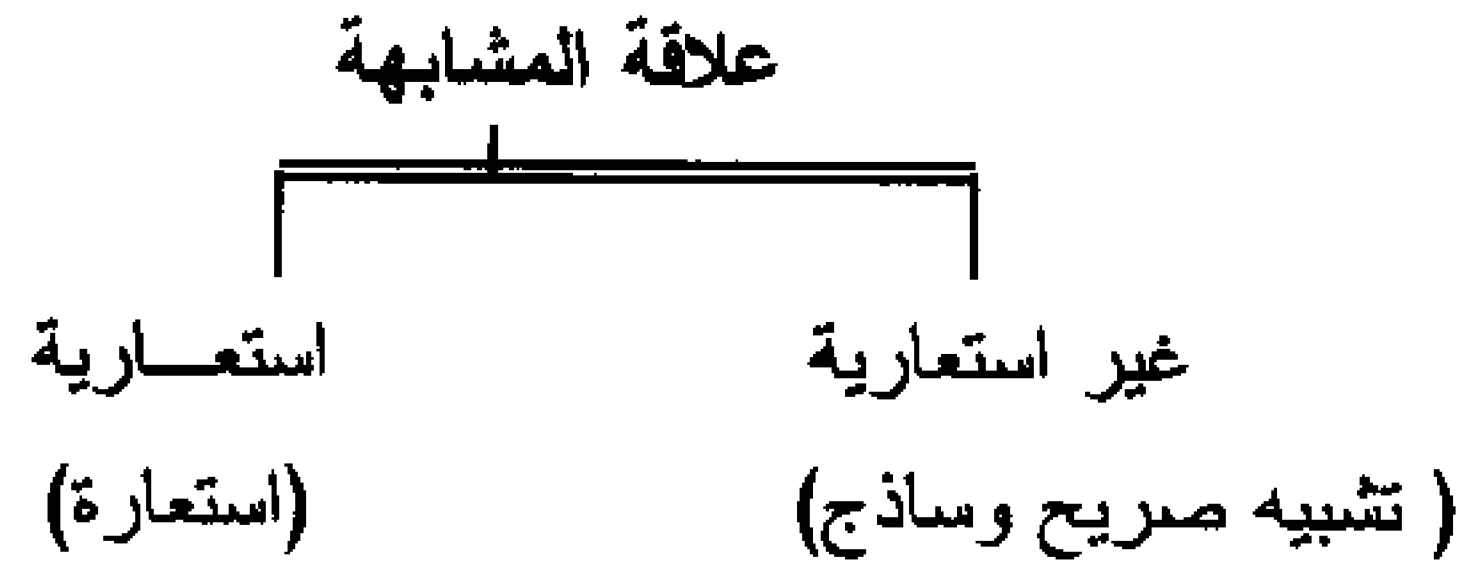 علاقة المشابهة
غير استعارية
استعـــارية
( تشبيه صريح وساذج)
(استعارة)